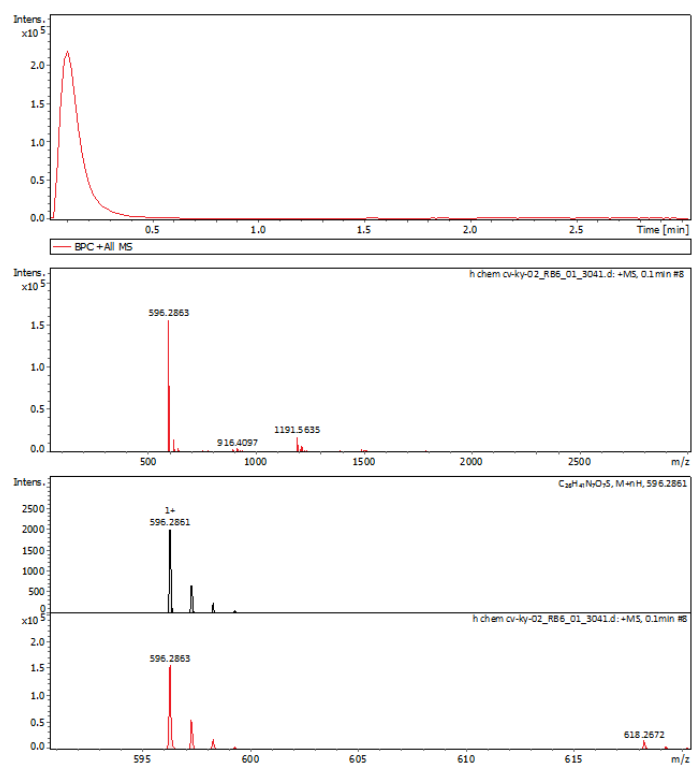 Intens.
x10⁵
2.0
1.5
1.0
0.5
0.0
0.5 1.0 1.5 2.0 2.5 Time [min]
BPC +All MS
Intens.
x10⁵
h chem cv-ky-02_RB6_01_3041.d: +MS, 0.1min #8
1.5
1.0
0.5
0.0
596.2863
916.4097
1191.5635
500 1000 1500 2000 2500 m/z
Intens.
C₂₆H₄₁N₇O₇S, M+nH, 596.2861
2500
2000
1500
1000
500
0
1+
596.2861
x10⁵
h chem cv-ky-02_RB6_01_3041.d: +MS, 0.1min #8
2.0
1.5
1.0
0.5
0.0
596.2863
618.2672
595 600 605 610 615 m/z